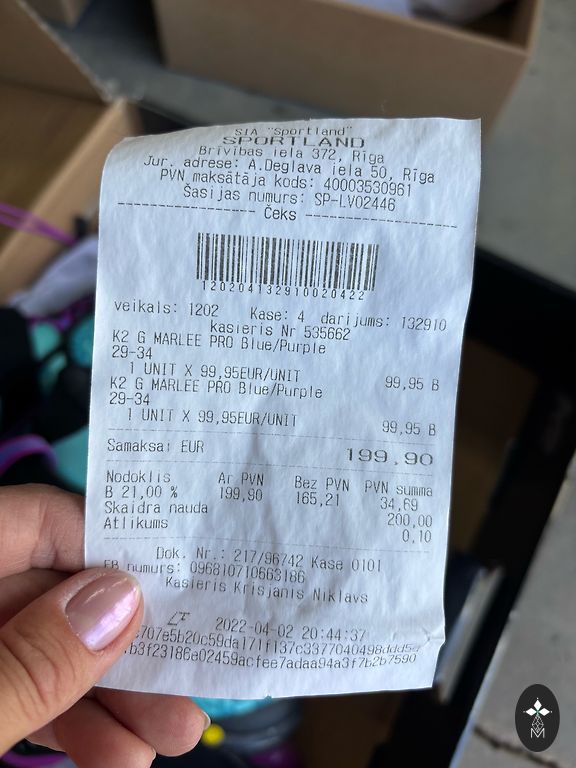 SIA "Sportland"
SPORTLAND
Brīvības iela 372, Rīga
Jur. adrese: A.Deglava iela 50, Rīga
PVN maksātāja kods: 40003530961
Šasijas numurs: SP-LV02446
Čeks
120204132910020422
veikals: 1202 Kase: 4 darījums: 132910
kasieris Nr 535662
K2 G MARLEE PRO Blue/Purple
29-34
1 UNIT X 99,95EUR/UNIT 99,95 B
K2 G MARLEE PRO Blue/Purple
29-34
1 UNIT X 99,95EUR/UNIT 99,95 B
Samaksai EUR 199,90
Nodoklis Ar PVN Bez PVN PVN summa
B 21,00 % 199,90 165,21 34,69
Skaidra nauda 200,00
Atlikums 0,10
Dok. Nr.: 217/96742 Kase 0101
EB numurs: 096810710563186
Kasieris Krisjanis Niklavs
2022-04-02 20:44:37
M